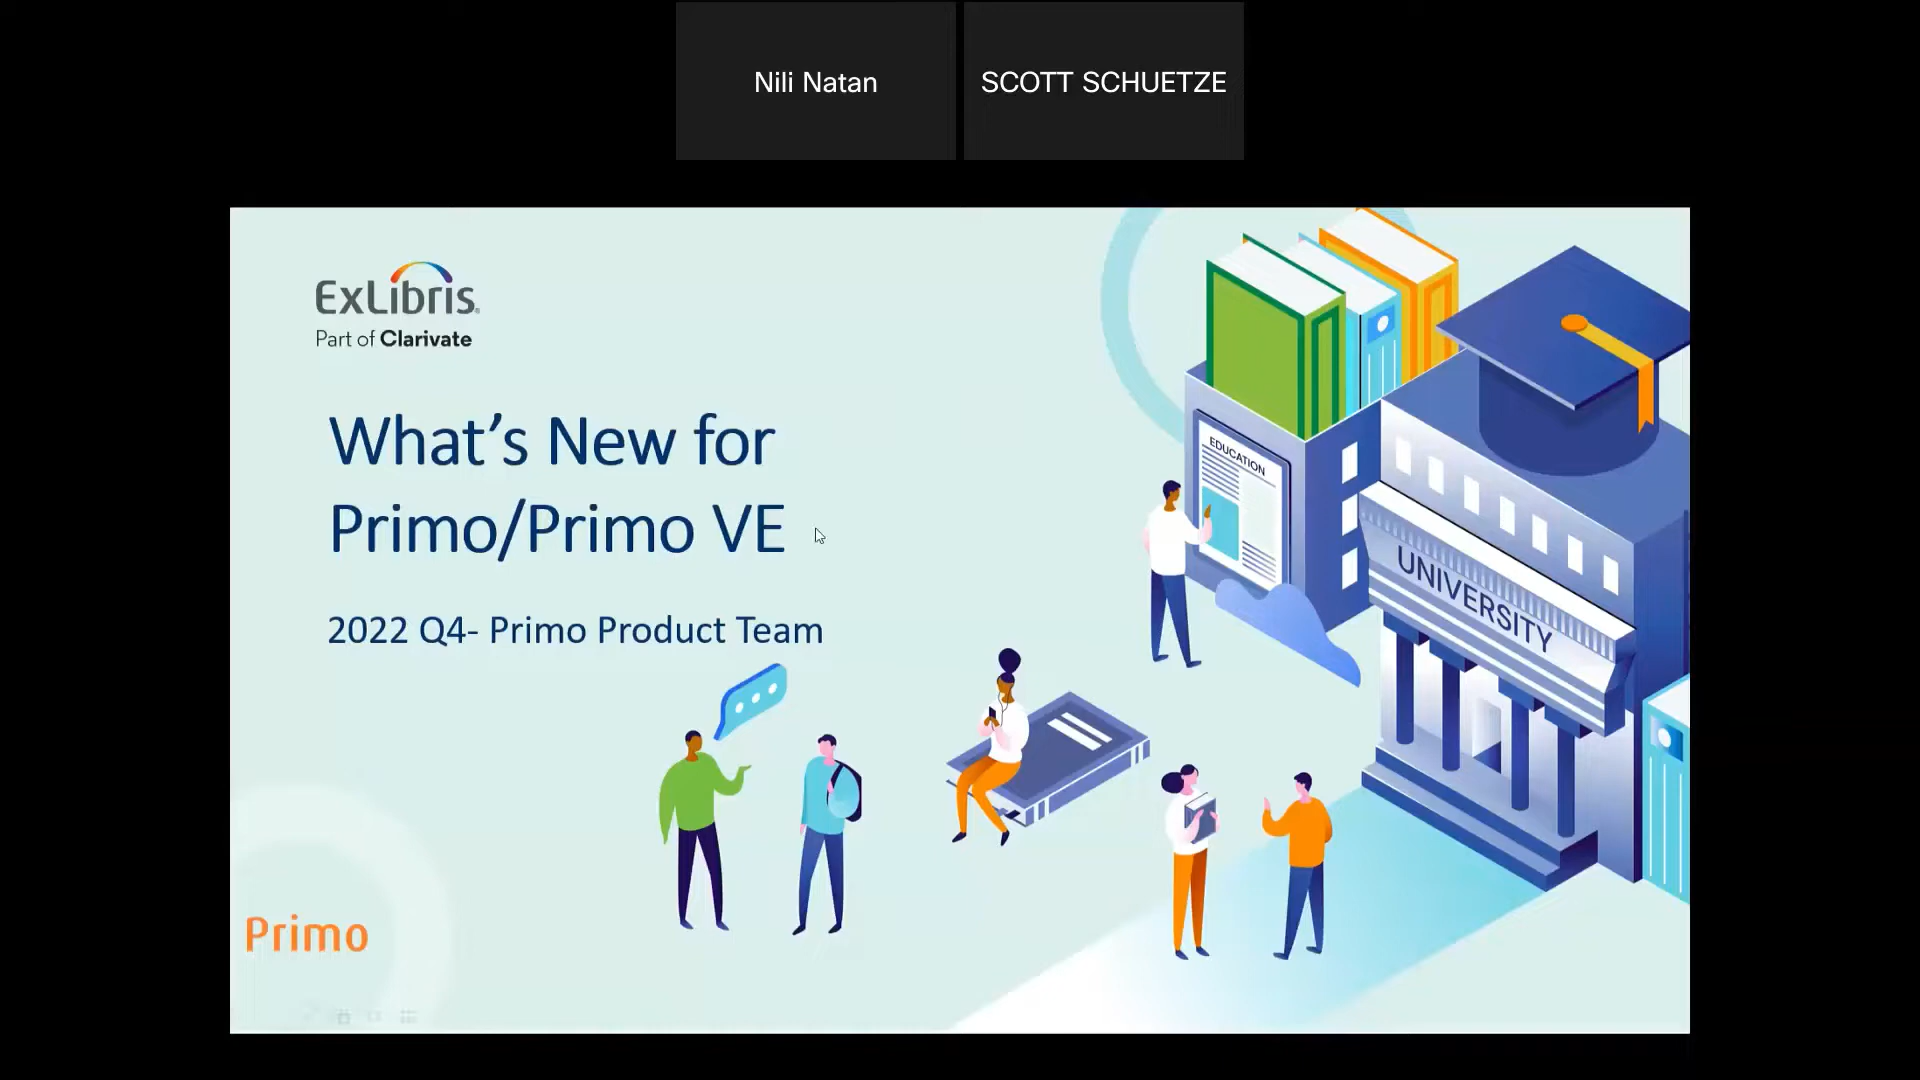 Nili Natan
SCOTT SCHUETZE
ExLibris®
Part of Clarivate
What's New for
Primo/Primo VE
2022 Q4- Primo Product Team
EDUCATION
UNIVERSITY
Primo